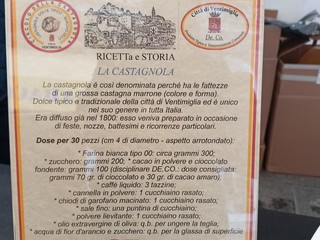 VENTIMIGLIA
Città di Ventimiglia
De. Co.
RICETTA e STORIA
LA CASTAGNOLA
La castagnola è così denominata perché ha le fattezze
di una grossa castagna marrone (colore e forma).
Dolce tipico e tradizionale della città di Ventimiglia ed è unico
nel suo genere in tutta Italia.
Era diffuso già nel 1800: esso veniva preparato in occasione
di feste, nozze, battesimi e ricorrenze particolari.
Dose per 30 pezzi (cm 4 di diametro - aspetto arrotondato):
* Farina bianca tipo 00: circa grammi 300;
* zucchero: grammi 200; * cacao in polvere e cioccolato
fondente: grammi 100 (disciplinare DE.CO.: dose consigliata:
grammi 70 gr. di cioccolato e 30 gr. di cacao amaro);
* caffè liquido: 3 tazzine;
* cannella in polvere: 1 cucchiaino rasato;
* chiodi di garofano macinato: 1 cucchiaino rasato;
* sale fino: una puntina di cucchiaino;
* polvere lievitante: 1 cucchiaino rasato;
* olio extravergine di oliva: q.b. per ungere la teglia;
* acqua di fior d'arancio e zucchero: q.b. per la glassa di superficie